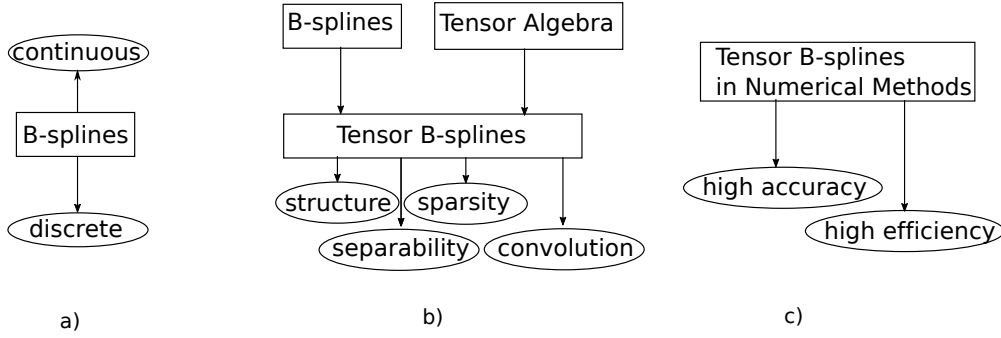 continuous
B-splines
discrete
a)
B-splines
Tensor Algebra
Tensor B-splines
structure
sparsity
separability
convolution
b)
Tensor B-splines
in Numerical Methods
high accuracy
high efficiency
c)